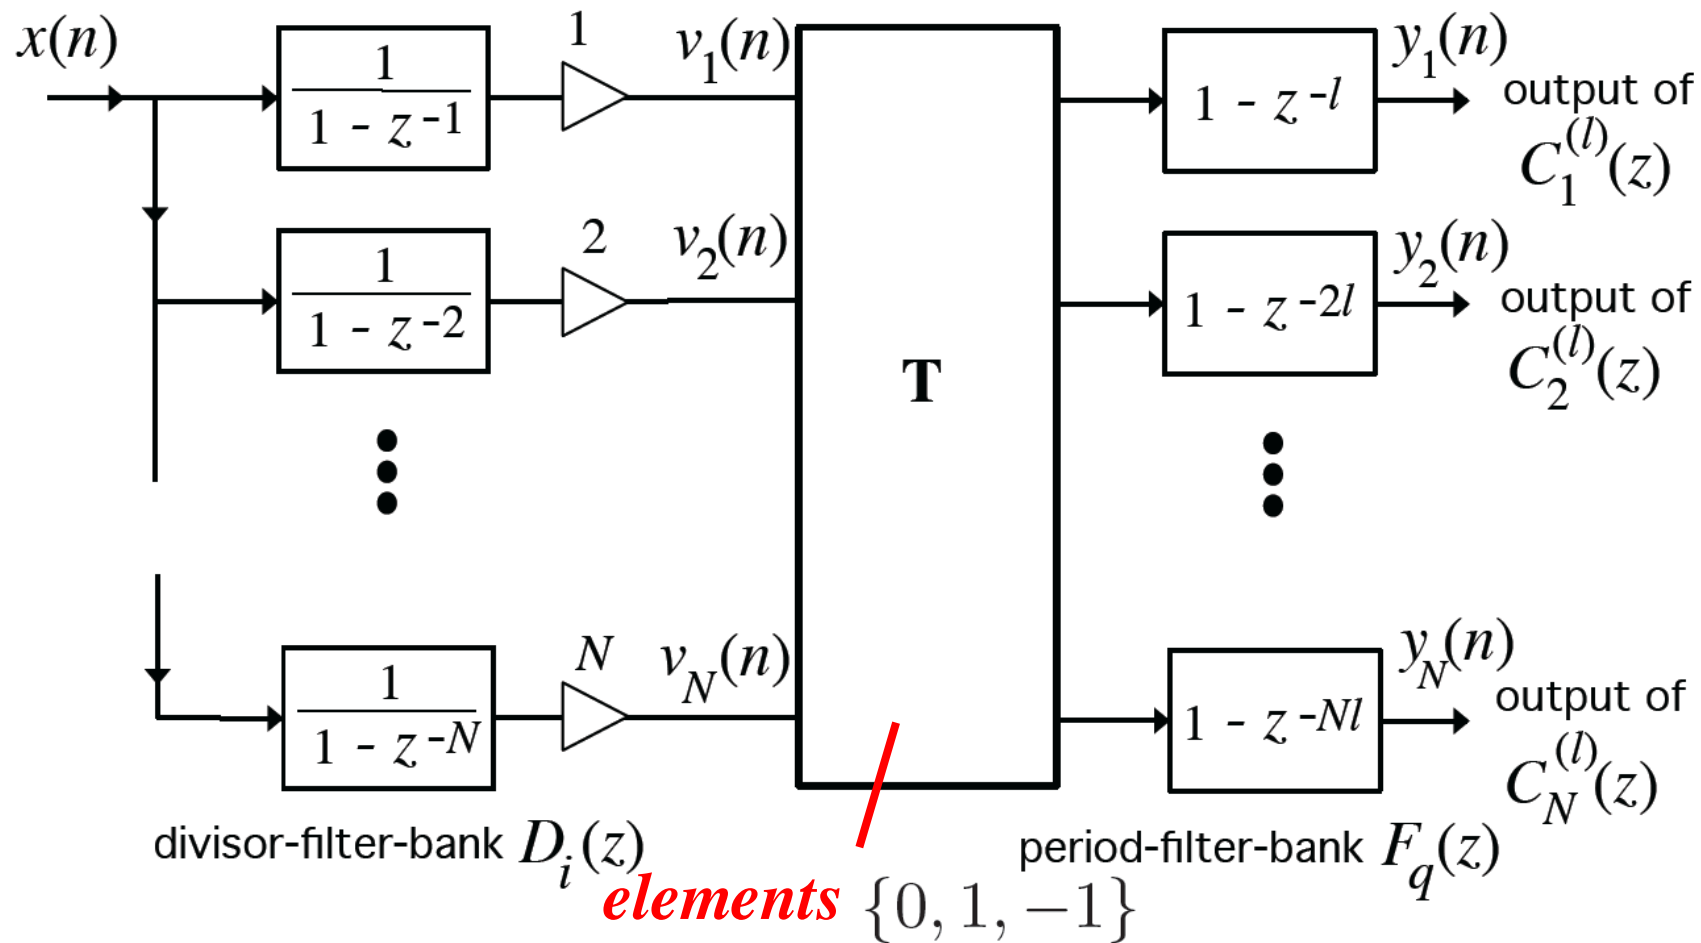 x(n)
1 / (1 - z^-1)
1
v_1(n)
1 - z^-l
y_1(n)
output of
C_1^(l)(z)
1 / (1 - z^-2)
2
v_2(n)
T
1 - z^-2l
y_2(n)
output of
C_2^(l)(z)
1 / (1 - z^-N)
N
v_N(n)
1 - z^-Nl
y_N(n)
output of
C_N^(l)(z)
divisor-filter-bank D_i(z)
period-filter-bank F_q(z)
elements {0, 1, −1}